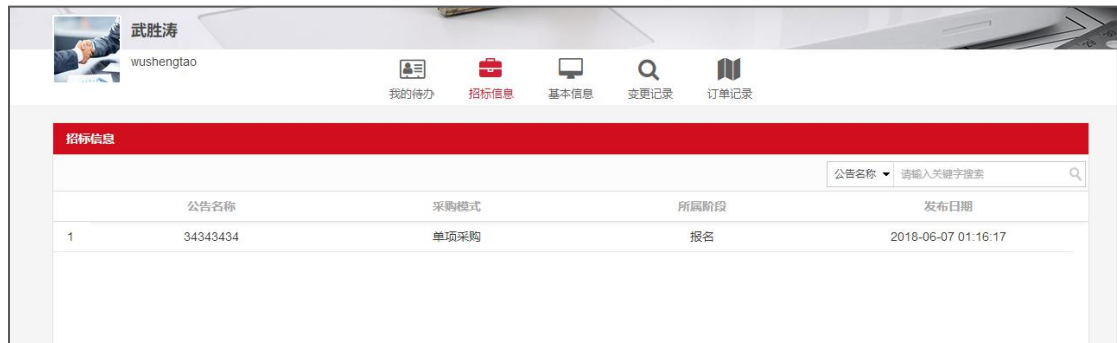 武胜涛
wushengtao
我的待办 招标信息 基本信息 变更记录 订单记录
招标信息
公告名称 请输入关键字搜索
公告名称 采购模式 所属阶段 发布日期
1 34343434 单项采购 报名 2018-06-07 01:16:17